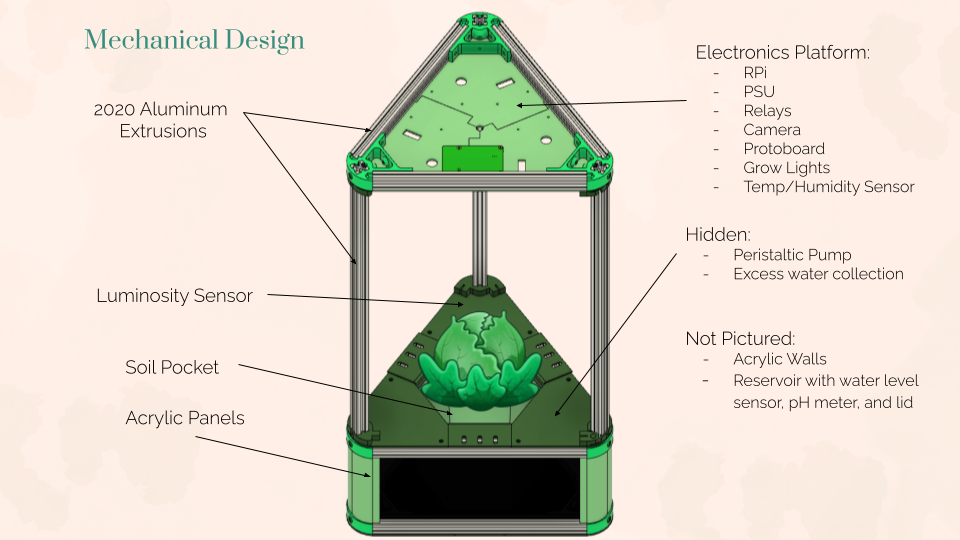 Mechanical Design
2020 Aluminum
Extrusions
Luminosity Sensor
Soil Pocket
Acrylic Panels
Electronics Platform:
- RPi
- PSU
- Relays
- Camera
- Protoboard
- Grow Lights
- Temp/Humidity Sensor
Hidden:
- Peristaltic Pump
- Excess water collection
Not Pictured:
- Acrylic Walls
- Reservoir with water level
sensor, pH meter, and lid